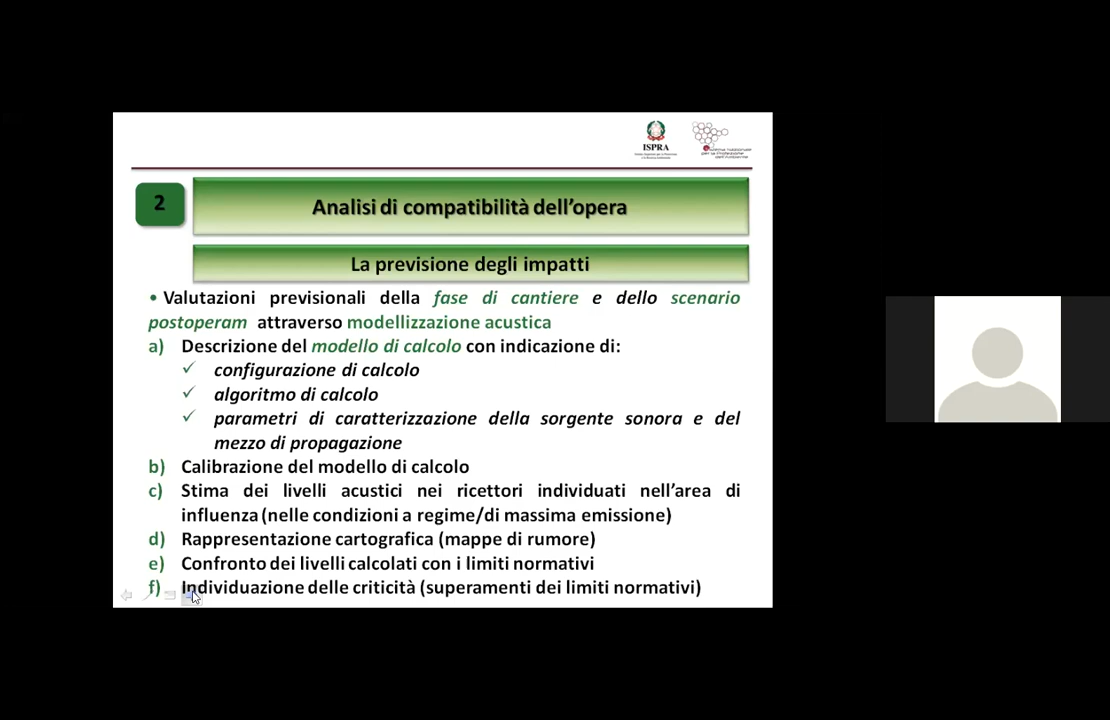 ISPRA
2
Analisi di compatibilità dell'opera
La previsione degli impatti
• Valutazioni previsionali della fase di cantiere e dello scenario
postoperam attraverso modellizzazione acustica
a) Descrizione del modello di calcolo con indicazione di:
✓ configurazione di calcolo
✓ algoritmo di calcolo
✓ parametri di caratterizzazione della sorgente sonora e del
mezzo di propagazione
b) Calibrazione del modello di calcolo
c) Stima dei livelli acustici nei ricettori individuati nell'area di
influenza (nelle condizioni a regime/di massima emissione)
d) Rappresentazione cartografica (mappe di rumore)
e) Confronto dei livelli calcolati con i limiti normativi
f) Individuazione delle criticità (superamenti dei limiti normativi)